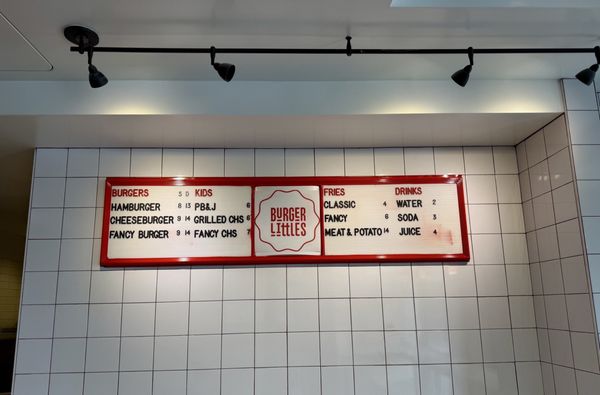 BURGERS S D
HAMBURGER 8 13
CHEESEBURGER 9 14
FANCY BURGER 9 14
KIDS
PB&J 6
GRILLED CHS 6
FANCY CHS 7
BURGER
LITTLES
FRIES
CLASSIC 4
FANCY 6
MEAT & POTATO 14
DRINKS
WATER 2
SODA 3
JUICE 4